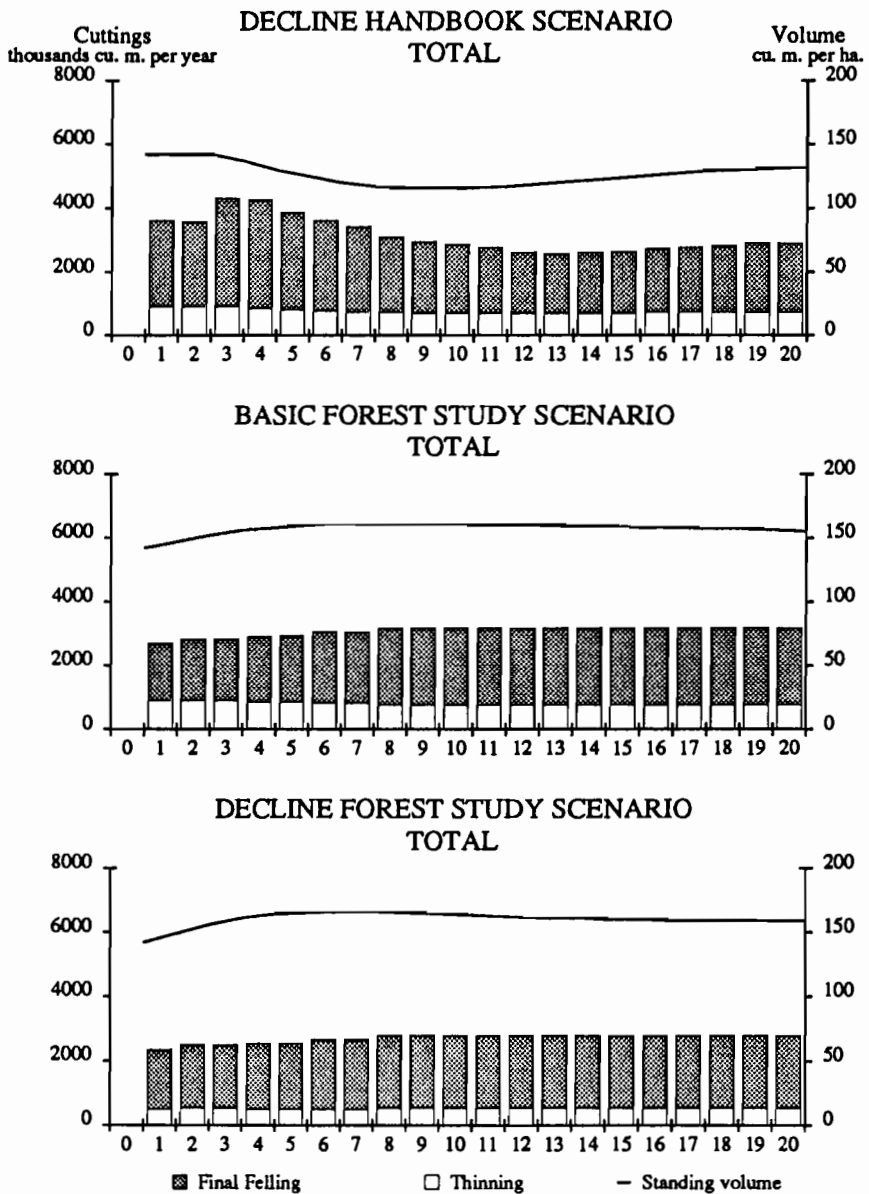 DECLINE HANDBOOK SCENARIO
TOTAL
Cuttings
thousands cu. m. per year
Volume
cu. m. per ha.
8000
6000
4000
2000
0
200
150
100
50
0
0 1 2 3 4 5 6 7 8 9 10 11 12 13 14 15 16 17 18 19 20
BASIC FOREST STUDY SCENARIO
TOTAL
8000
6000
4000
2000
0
200
150
100
50
0
0 1 2 3 4 5 6 7 8 9 10 11 12 13 14 15 16 17 18 19 20
DECLINE FOREST STUDY SCENARIO
TOTAL
8000
6000
4000
2000
0
200
150
100
50
0
0 1 2 3 4 5 6 7 8 9 10 11 12 13 14 15 16 17 18 19 20
Final Felling Thinning Standing volume